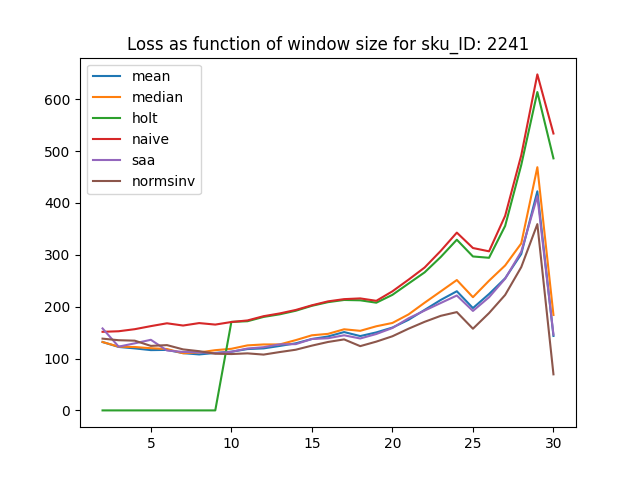 Loss as function of window size for sku_ID: 2241
mean
median
holt
naive
saa
normsinv
600
500
400
300
200
100
0
5 10 15 20 25 30